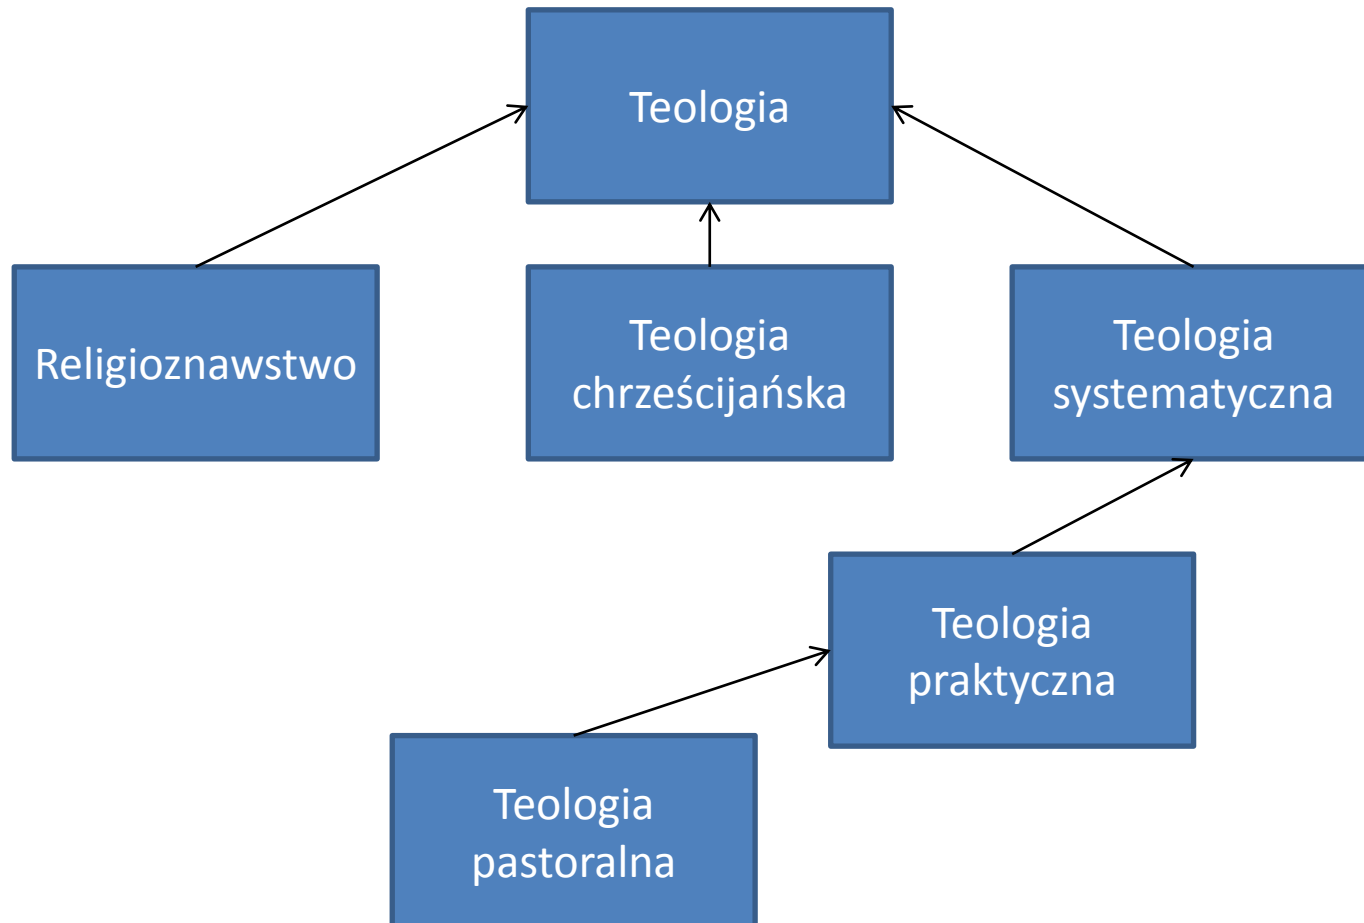 Teologia
Religioznawstwo
Teologia
chrześcijańska
Teologia
systematyczna
Teologia
praktyczna
Teologia
pastoralna